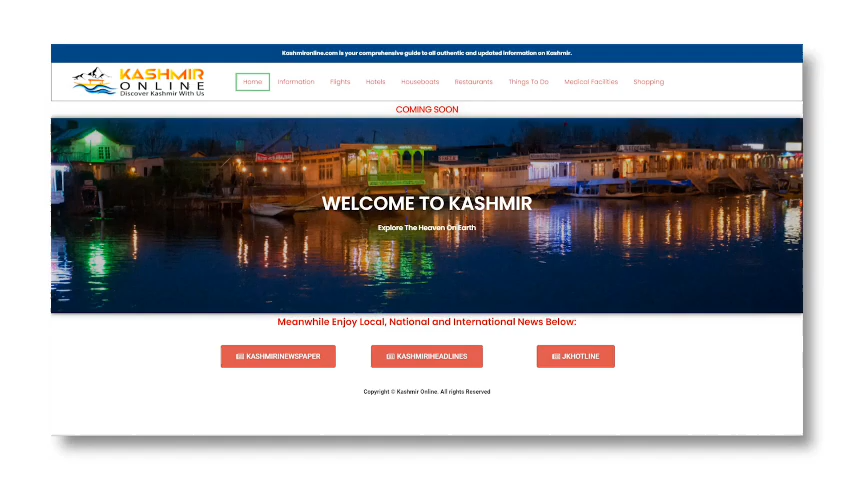 Kashmironline.com is your comprehensive guide to all authentic and updated information on Kashmir.
KASHMIR
ONLINE
Discover Kashmir With Us
Home Information Flights Hotels Houseboats Restaurants Things To Do Medical Facilities Shopping
COMING SOON
WELCOME TO KASHMIR
Explore The Heaven On Earth
Meanwhile Enjoy Local, National and International News Below:
KASHMIRINEWSPAPER KASHMIRIHEADLINES JKHOTLINE
Copyright © Kashmir Online. All rights Reserved